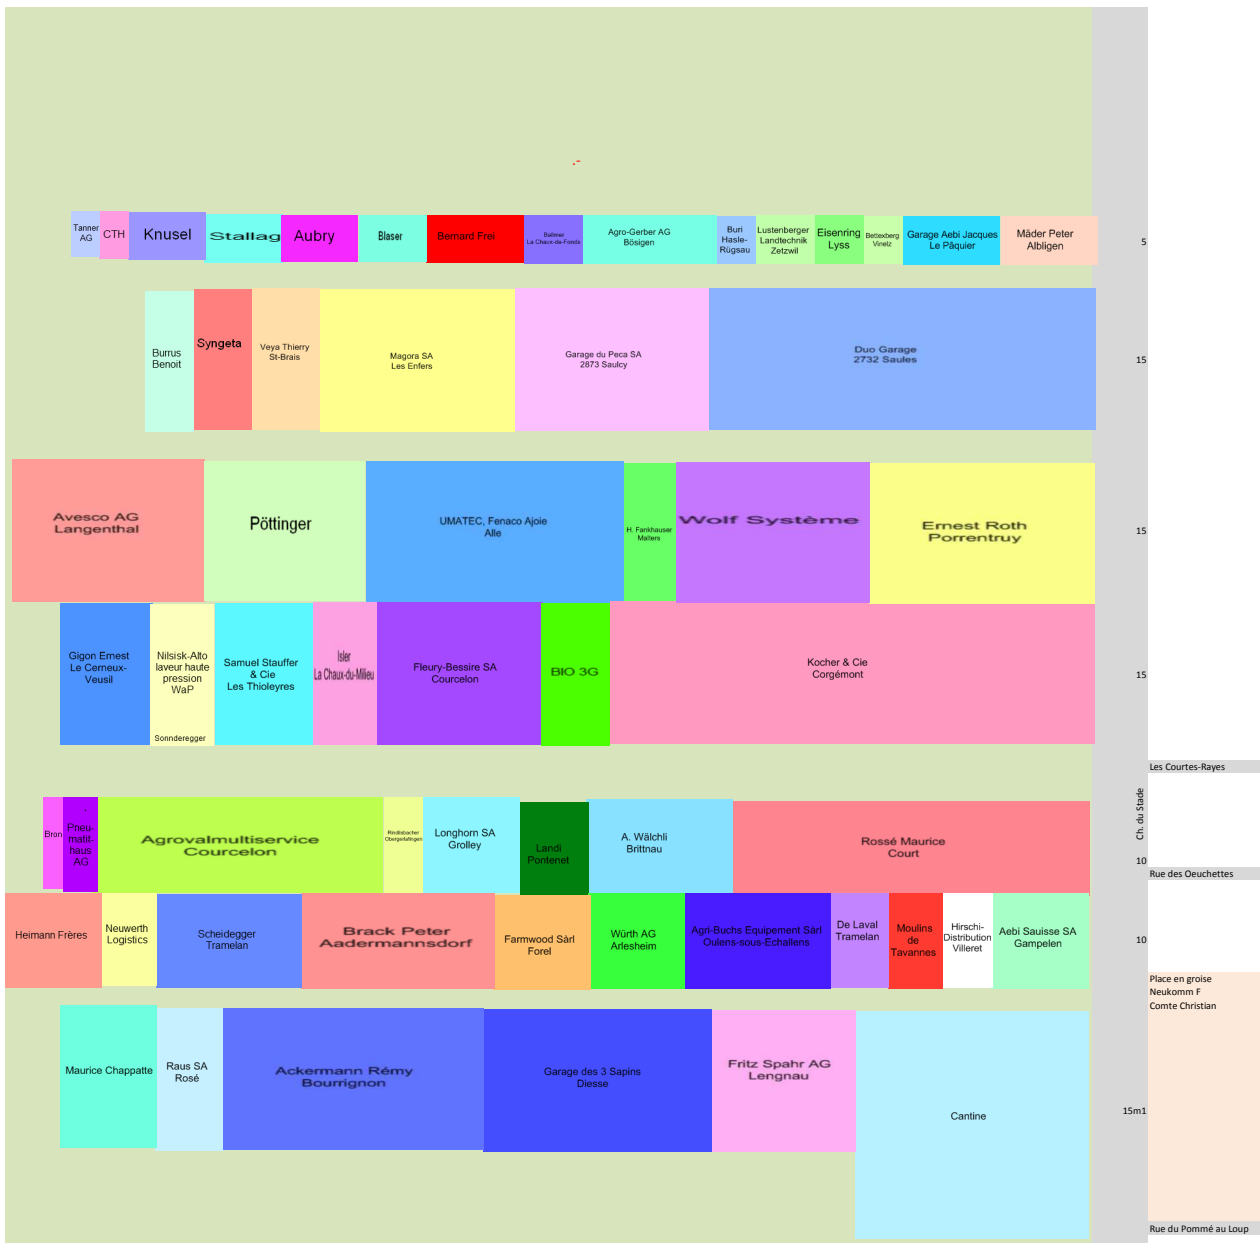 Tanner
AG
CTH
Knusel
Stallag
Aubry
Blaser
Bernard Frei
Ballmer
La Chaux-de-Fonds
Agro-Gerber AG
Bösigen
Buri
Hasle-
Rügsau
Lustenberger
Landtechnik
Zetzwil
Eisenring
Lyss
Bettexberg
Vinelz
Garage Aebi Jacques
Le Pâquier
Mäder Peter
Albligen
5
Burrus
Benoit
Syngeta
Veya Thierry
St-Brais
Magora SA
Les Enfers
Garage du Peca SA
2873 Saulcy
Duo Garage
2732 Saules
15
Avesco AG
Langenthal
Pöttinger
UMATEC, Fenaco Ajoie
Alle
H. Fankhauser
Malters
Wolf Système
Ernest Roth
Porrentruy
15
Gigon Ernest
Le Cerneux-
Veusil
Nilsisk-Alto
laveur haute
pression
WaP
Sonnderegger
Samuel Stauffer
& Cie
Les Thioleyres
Isler
La Chaux-du-Milieu
Fleury-Bessire SA
Courcelon
BIO 3G
Kocher & Cie
Corgémont
15
Les Courtes-Rayes
Bron
Pneu-
matit-
haus
AG
Agrovalmultiservice
Courcelon
Rindlisbacher
Obergerlafingen
Longhorn SA
Grolley
Landi
Pontenet
A. Wälchli
Brittnau
Rossé Maurice
Court
Ch. du Stade
10
Rue des Oeuchettes
Heimann Frères
Neuwerth
Logistics
Scheidegger
Tramelan
Brack Peter
Aadermannsdorf
Farmwood Sàrl
Forel
Würth AG
Arlesheim
Agri-Buchs Equipement Sàrl
Oulens-sous-Echallens
De Laval
Tramelan
Moulins
de
Tavannes
Hirschi-
Distribution
Villeret
Aebi Sauisse SA
Gampelen
10
Place en groise
Neukomm F
Comte Christian
Maurice Chappatte
Raus SA
Rosé
Ackermann Rémy
Bourrignon
Garage des 3 Sapins
Diesse
Fritz Spahr AG
Lengnau
Cantine
15m1
Rue du Pommé au Loup